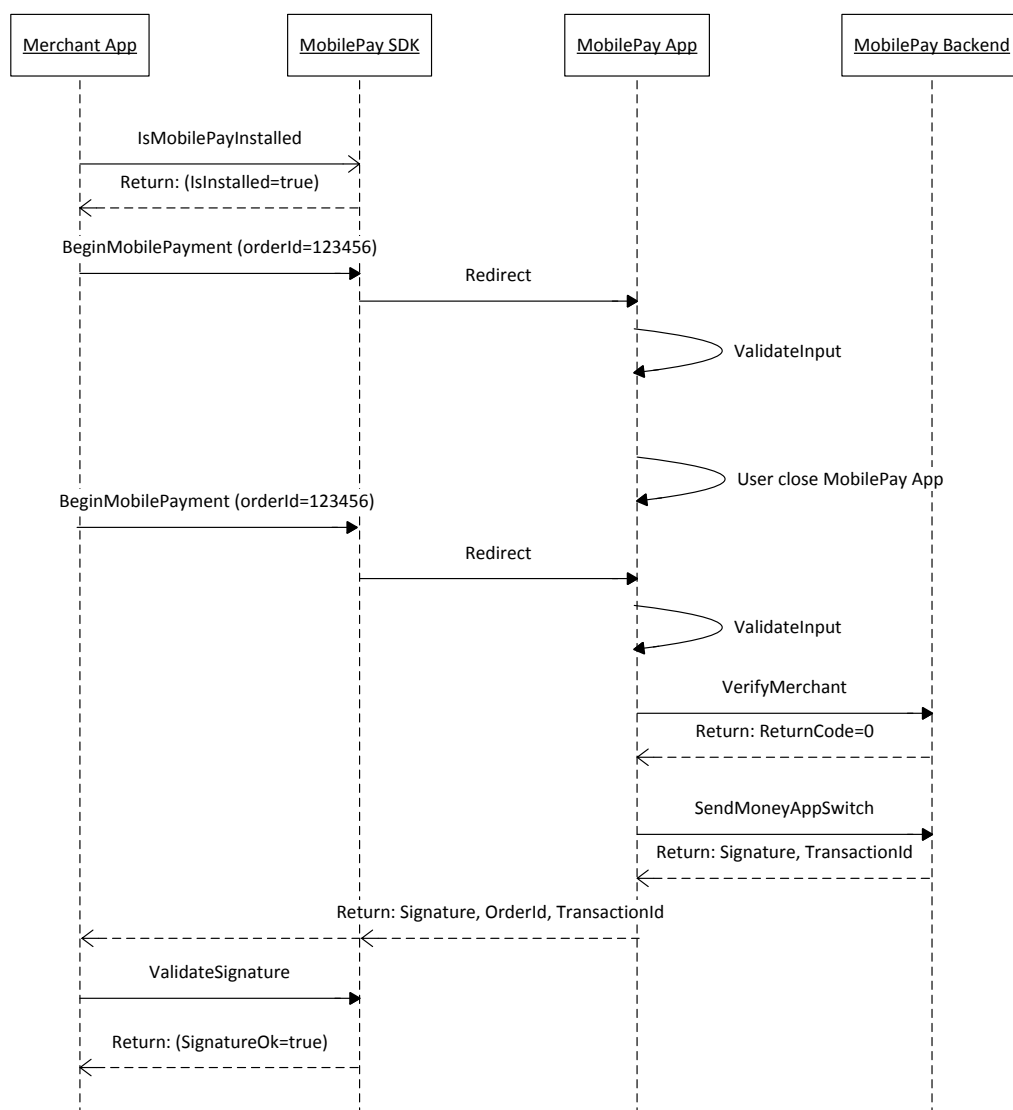 Merchant App
MobilePay SDK
MobilePay App
MobilePay Backend
IsMobilePayInstalled
Return: (IsInstalled=true)
BeginMobilePayment (orderId=123456)
Redirect
ValidateInput
User close MobilePay App
BeginMobilePayment (orderId=123456)
Redirect
ValidateInput
VerifyMerchant
Return: ReturnCode=0
SendMoneyAppSwitch
Return: Signature, TransactionId
Return: Signature, OrderId, TransactionId
ValidateSignature
Return: (SignatureOk=true)